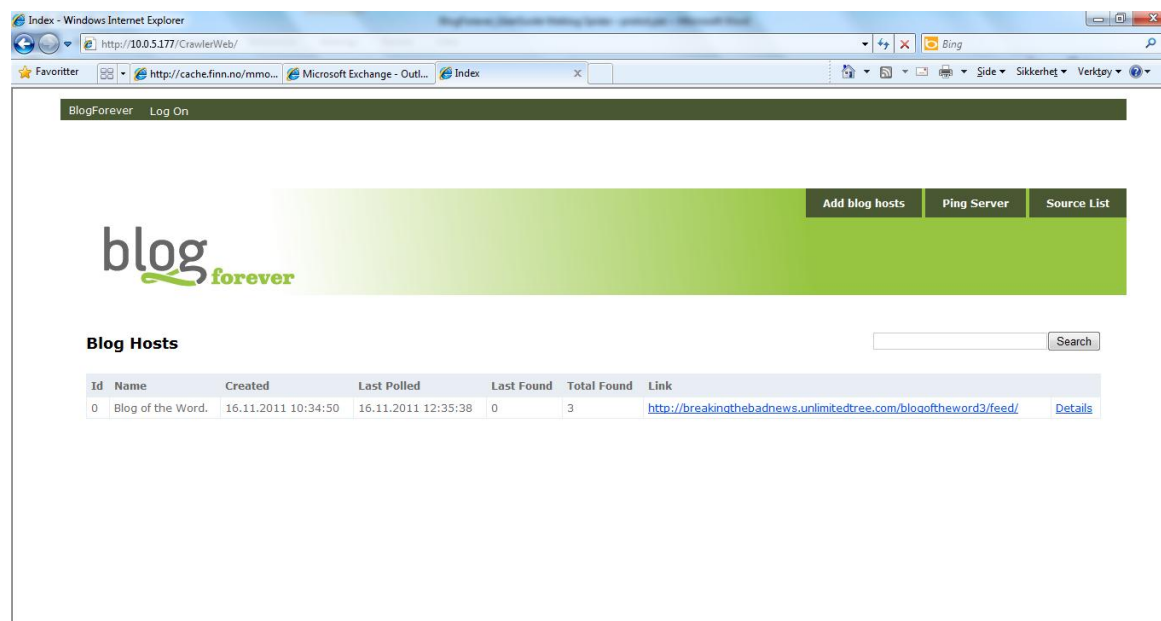 Index - Windows Internet Explorer
http://10.0.5.177/CrawlerWeb/
Bing
Favoritter http://cache.finn.no/mmo... Microsoft Exchange - Outl... Index Side Sikkerhet Verktøy
BlogForever Log On
Add blog hosts Ping Server Source List
blog
forever
Blog Hosts Search
Id Name Created Last Polled Last Found Total Found Link
0 Blog of the Word. 16.11.2011 10:34:50 16.11.2011 12:35:38 0 3 http://breakingthebadnews.unlimitedtree.com/blogoftheword3/feed/ Details